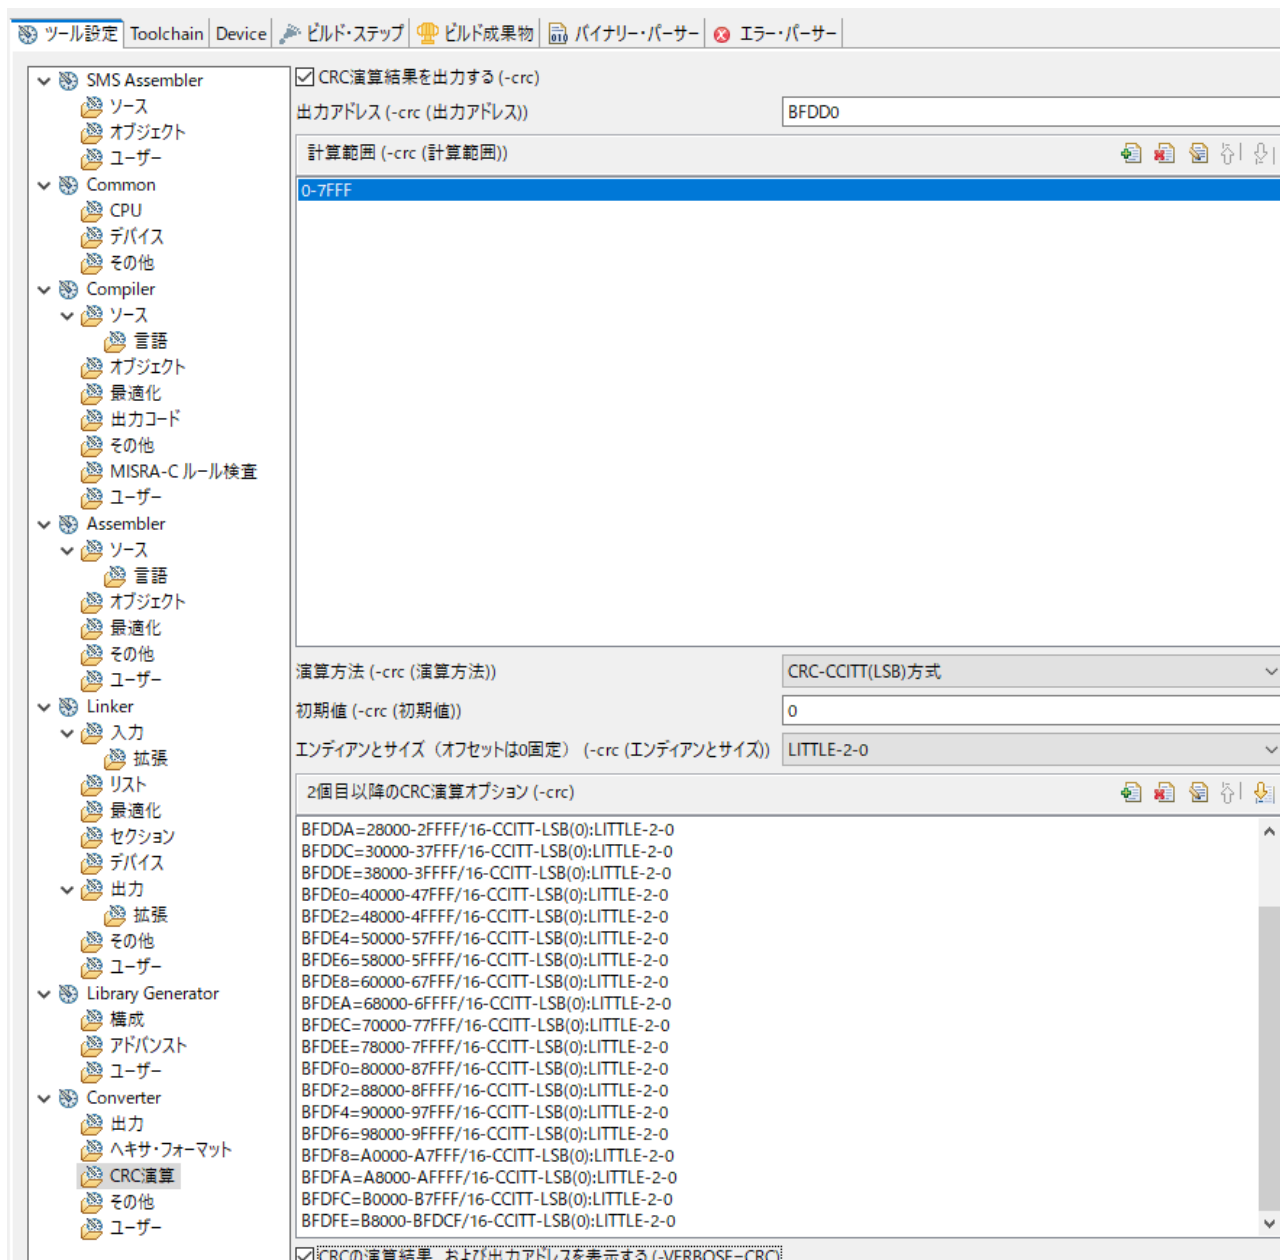 ツール設定 Toolchain Device ビルド・ステップ ビルド成果物 バイナリー・パーサー エラー・パーサー
SMS Assembler
ソース
オブジェクト
ユーザー
Common
CPU
デバイス
その他
Compiler
ソース
言語
オブジェクト
最適化
出力コード
その他
MISRA-C ルール検査
ユーザー
Assembler
ソース
言語
オブジェクト
最適化
その他
ユーザー
Linker
入力
拡張
リスト
最適化
セクション
デバイス
出力
拡張
その他
ユーザー
Library Generator
構成
アドバンスト
ユーザー
Converter
出力
ヘキサ・フォーマット
CRC演算
その他
ユーザー
CRC演算結果を出力する (-crc)
出力アドレス (-crc (出力アドレス)) BFDD0
計算範囲 (-crc (計算範囲))
0-7FFF
演算方法 (-crc (演算方法)) CRC-CCITT(LSB)方式
初期値 (-crc (初期値)) 0
エンディアンとサイズ（オフセットは0固定） (-crc (エンディアンとサイズ)) LITTLE-2-0
2個目以降のCRC演算オプション (-crc)
BFDDA=28000-2FFFF/16-CCITT-LSB(0):LITTLE-2-0
BFDDC=30000-37FFF/16-CCITT-LSB(0):LITTLE-2-0
BFDDE=38000-3FFFF/16-CCITT-LSB(0):LITTLE-2-0
BFDE0=40000-47FFF/16-CCITT-LSB(0):LITTLE-2-0
BFDE2=48000-4FFFF/16-CCITT-LSB(0):LITTLE-2-0
BFDE4=50000-57FFF/16-CCITT-LSB(0):LITTLE-2-0
BFDE6=58000-5FFFF/16-CCITT-LSB(0):LITTLE-2-0
BFDE8=60000-67FFF/16-CCITT-LSB(0):LITTLE-2-0
BFDEA=68000-6FFFF/16-CCITT-LSB(0):LITTLE-2-0
BFDEC=70000-77FFF/16-CCITT-LSB(0):LITTLE-2-0
BFDEE=78000-7FFFF/16-CCITT-LSB(0):LITTLE-2-0
BFDF0=80000-87FFF/16-CCITT-LSB(0):LITTLE-2-0
BFDF2=88000-8FFFF/16-CCITT-LSB(0):LITTLE-2-0
BFDF4=90000-97FFF/16-CCITT-LSB(0):LITTLE-2-0
BFDF6=98000-9FFFF/16-CCITT-LSB(0):LITTLE-2-0
BFDF8=A0000-A7FFF/16-CCITT-LSB(0):LITTLE-2-0
BFDFA=A8000-AFFFF/16-CCITT-LSB(0):LITTLE-2-0
BFDFC=B0000-B7FFF/16-CCITT-LSB(0):LITTLE-2-0
BFDFE=B8000-BFDCF/16-CCITT-LSB(0):LITTLE-2-0
CRCの演算結果、および出力アドレスを表示する (-VERBOSE=CRC)